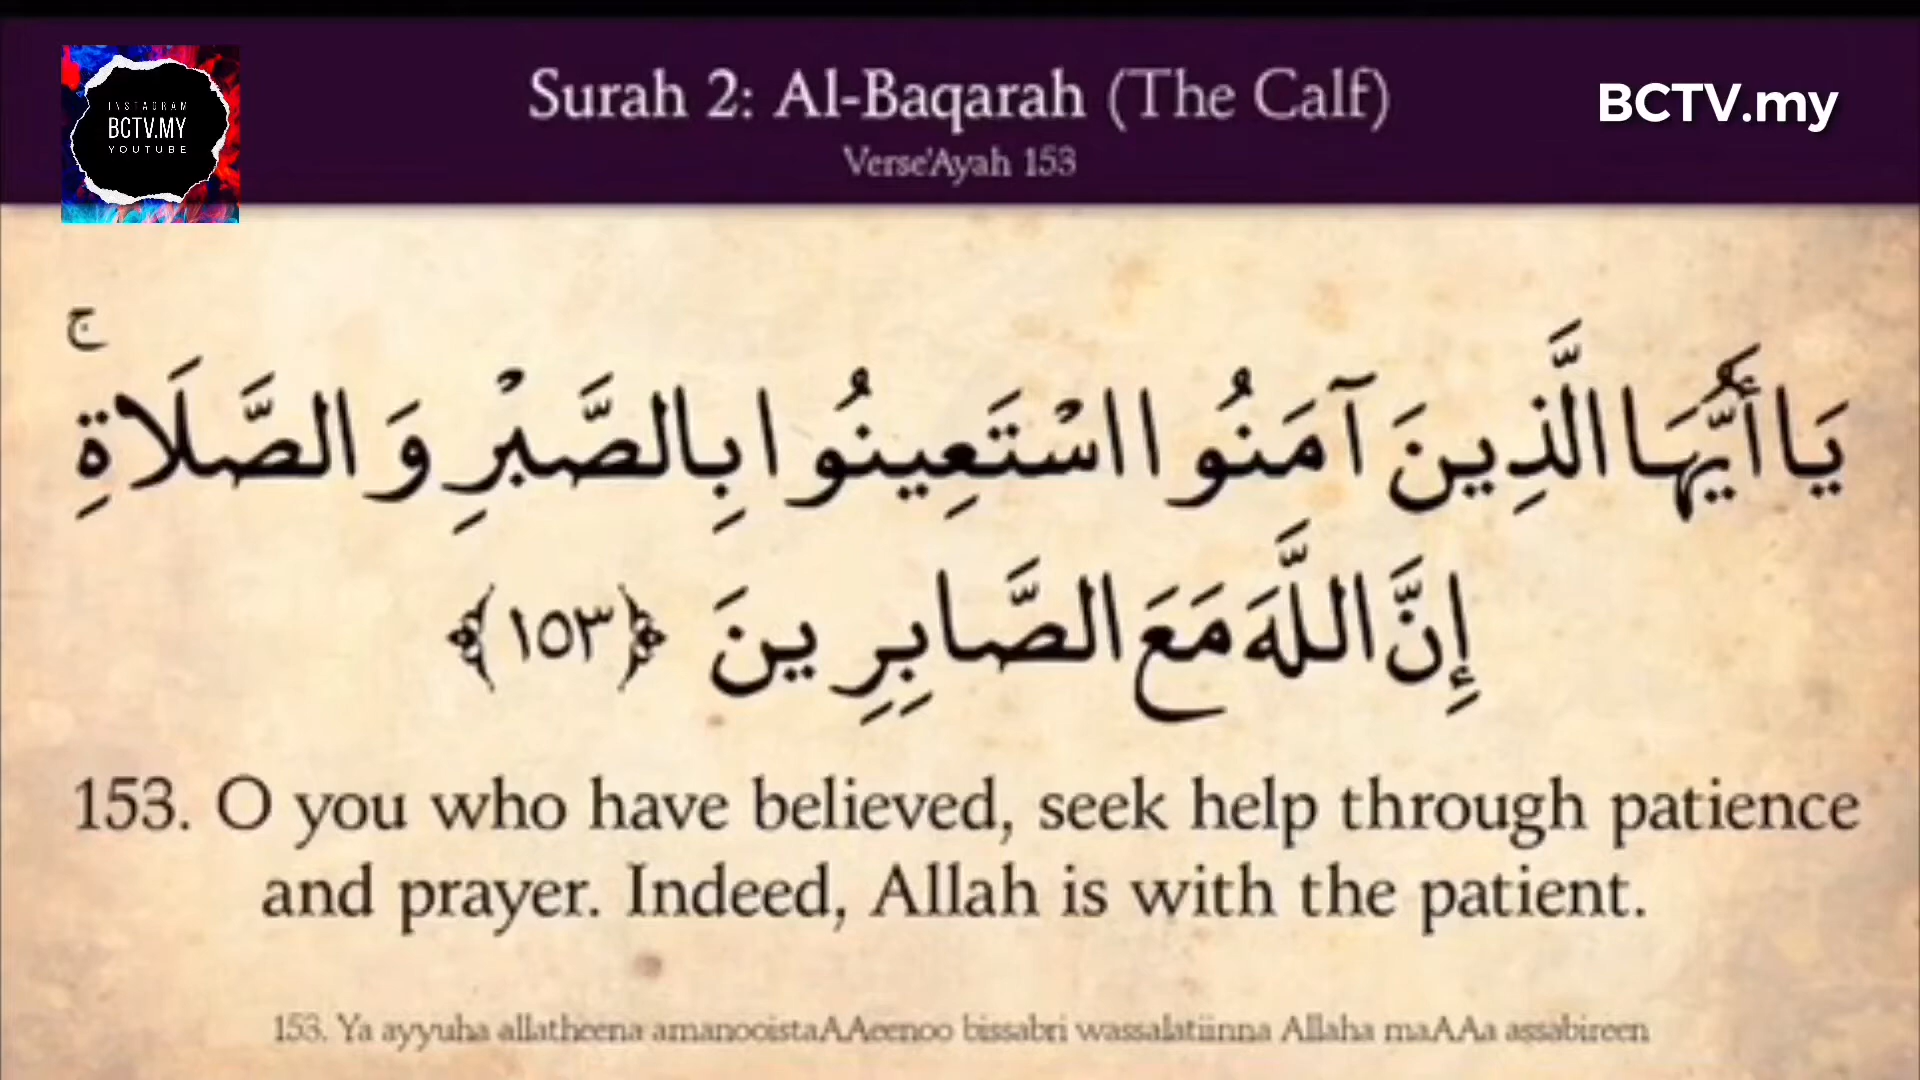 INSTAGRAM
BCTV.MY
YOUTUBE
Surah 2: Al-Baqarah (The Calf)
BCTV.my
Verse'Ayah 153
يَا أَيُّهَا الَّذِينَ آمَنُوا اسْتَعِينُوا بِالصَّبْرِ وَالصَّلَاةِ ۚ
إِنَّ اللَّهَ مَعَ الصَّابِرِينَ ﴿١٥٣﴾
153. O you who have believed, seek help through patience
and prayer. Indeed, Allah is with the patient.
153. Ya ayyuha allatheena amanooistaAAeenoo bissabri wassalatiinna Allaha maAAa assabireen